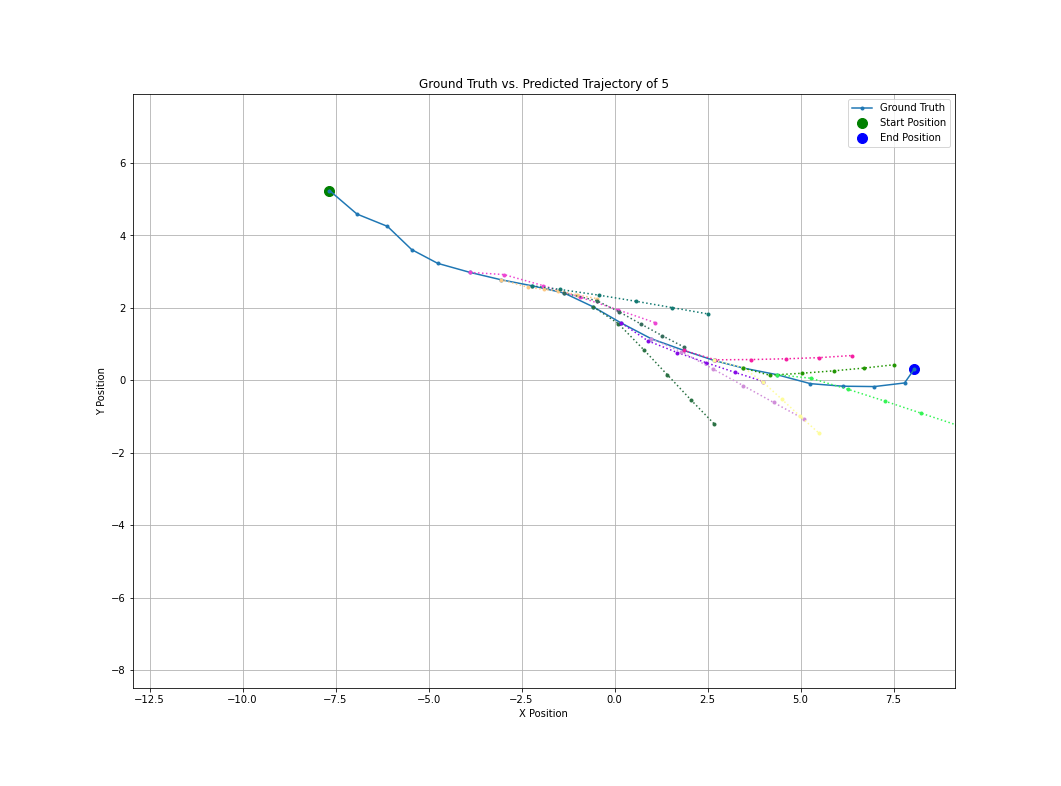 Ground Truth vs. Predicted Trajectory of 5
Ground Truth
Start Position
End Position
6
4
2
0
−2
−4
−6
−8
Y Position
−12.5 −10.0 −7.5 −5.0 −2.5 0.0 2.5 5.0 7.5
X Position